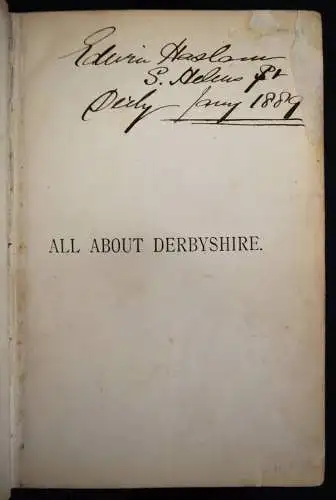 Edwin Haslam
S. Helens St
Derby Jany 1889
ALL ABOUT DERBYSHIRE.